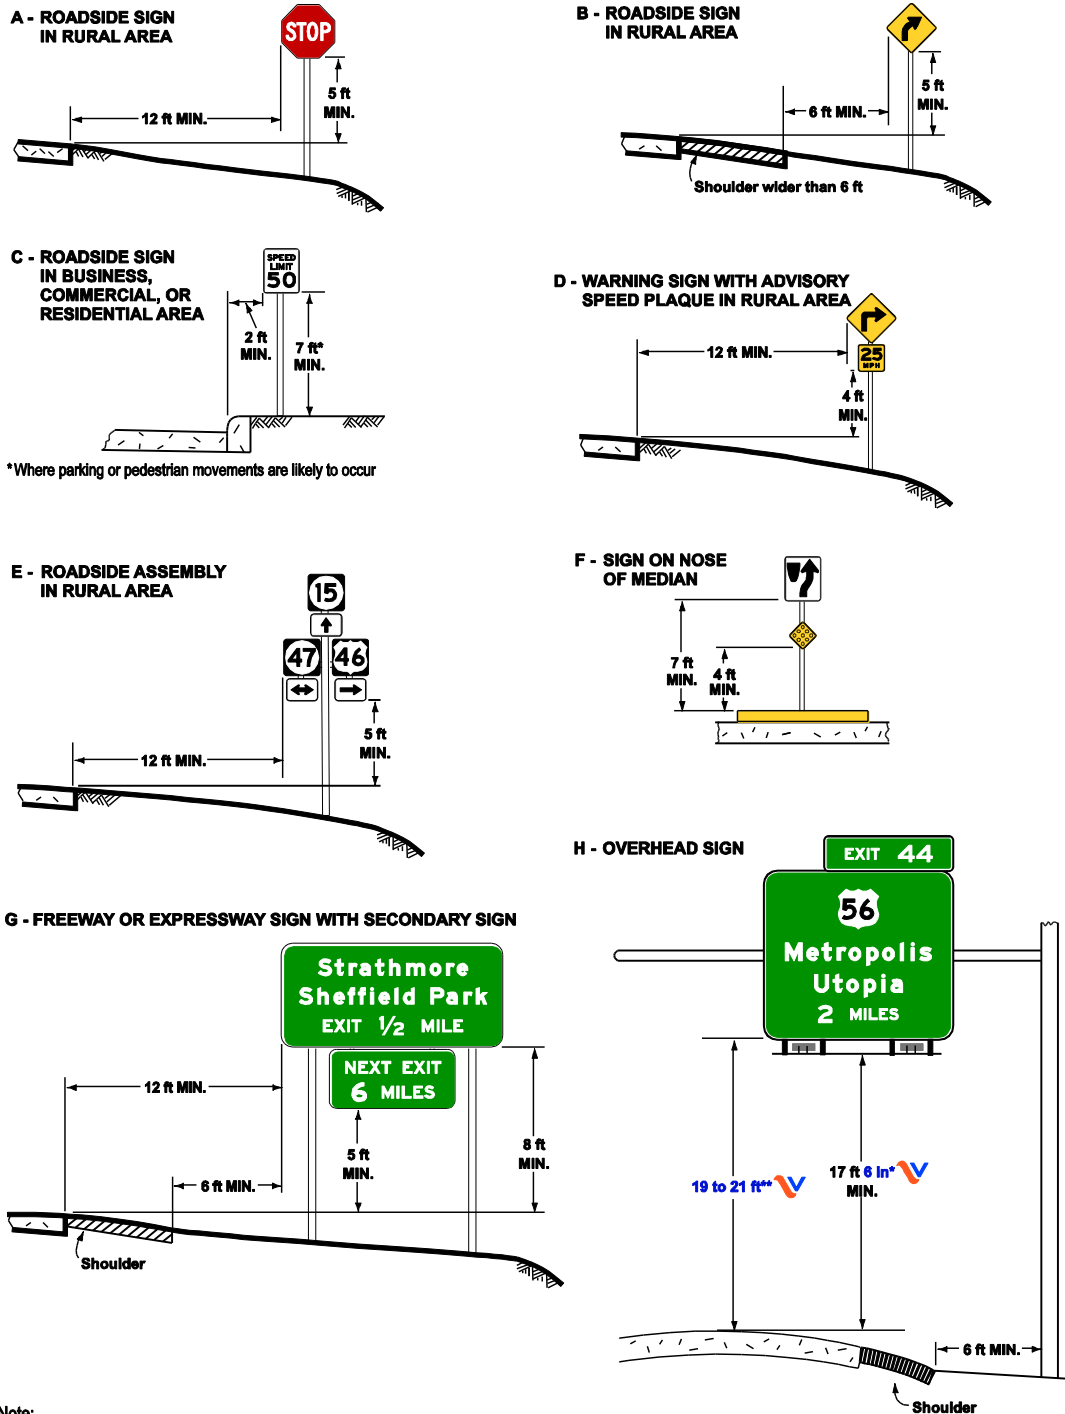 A - ROADSIDE SIGN
IN RURAL AREA
STOP
5 ft
MIN.
12 ft MIN.
B - ROADSIDE SIGN
IN RURAL AREA
5 ft
MIN.
6 ft MIN.
Shoulder wider than 6 ft
C - ROADSIDE SIGN
IN BUSINESS,
COMMERCIAL, OR
RESIDENTIAL AREA
SPEED
LIMIT
50
2 ft
MIN.
7 ft*
MIN.
*Where parking or pedestrian movements are likely to occur
D - WARNING SIGN WITH ADVISORY
SPEED PLAQUE IN RURAL AREA
12 ft MIN.
25
MPH
4 ft
MIN.
E - ROADSIDE ASSEMBLY
IN RURAL AREA
15
47
46
5 ft
MIN.
12 ft MIN.
F - SIGN ON NOSE
OF MEDIAN
7 ft
MIN.
4 ft
MIN.
G - FREEWAY OR EXPRESSWAY SIGN WITH SECONDARY SIGN
Strathmore
Sheffield Park
EXIT 1/2 MILE
NEXT EXIT
6 MILES
12 ft MIN.
6 ft MIN.
5 ft
MIN.
8 ft
MIN.
Shoulder
H - OVERHEAD SIGN
EXIT 44
56
Metropolis
Utopia
2 MILES
19 to 21 ft**
17 ft 6 in*
MIN.
6 ft MIN.
Shoulder
Note: